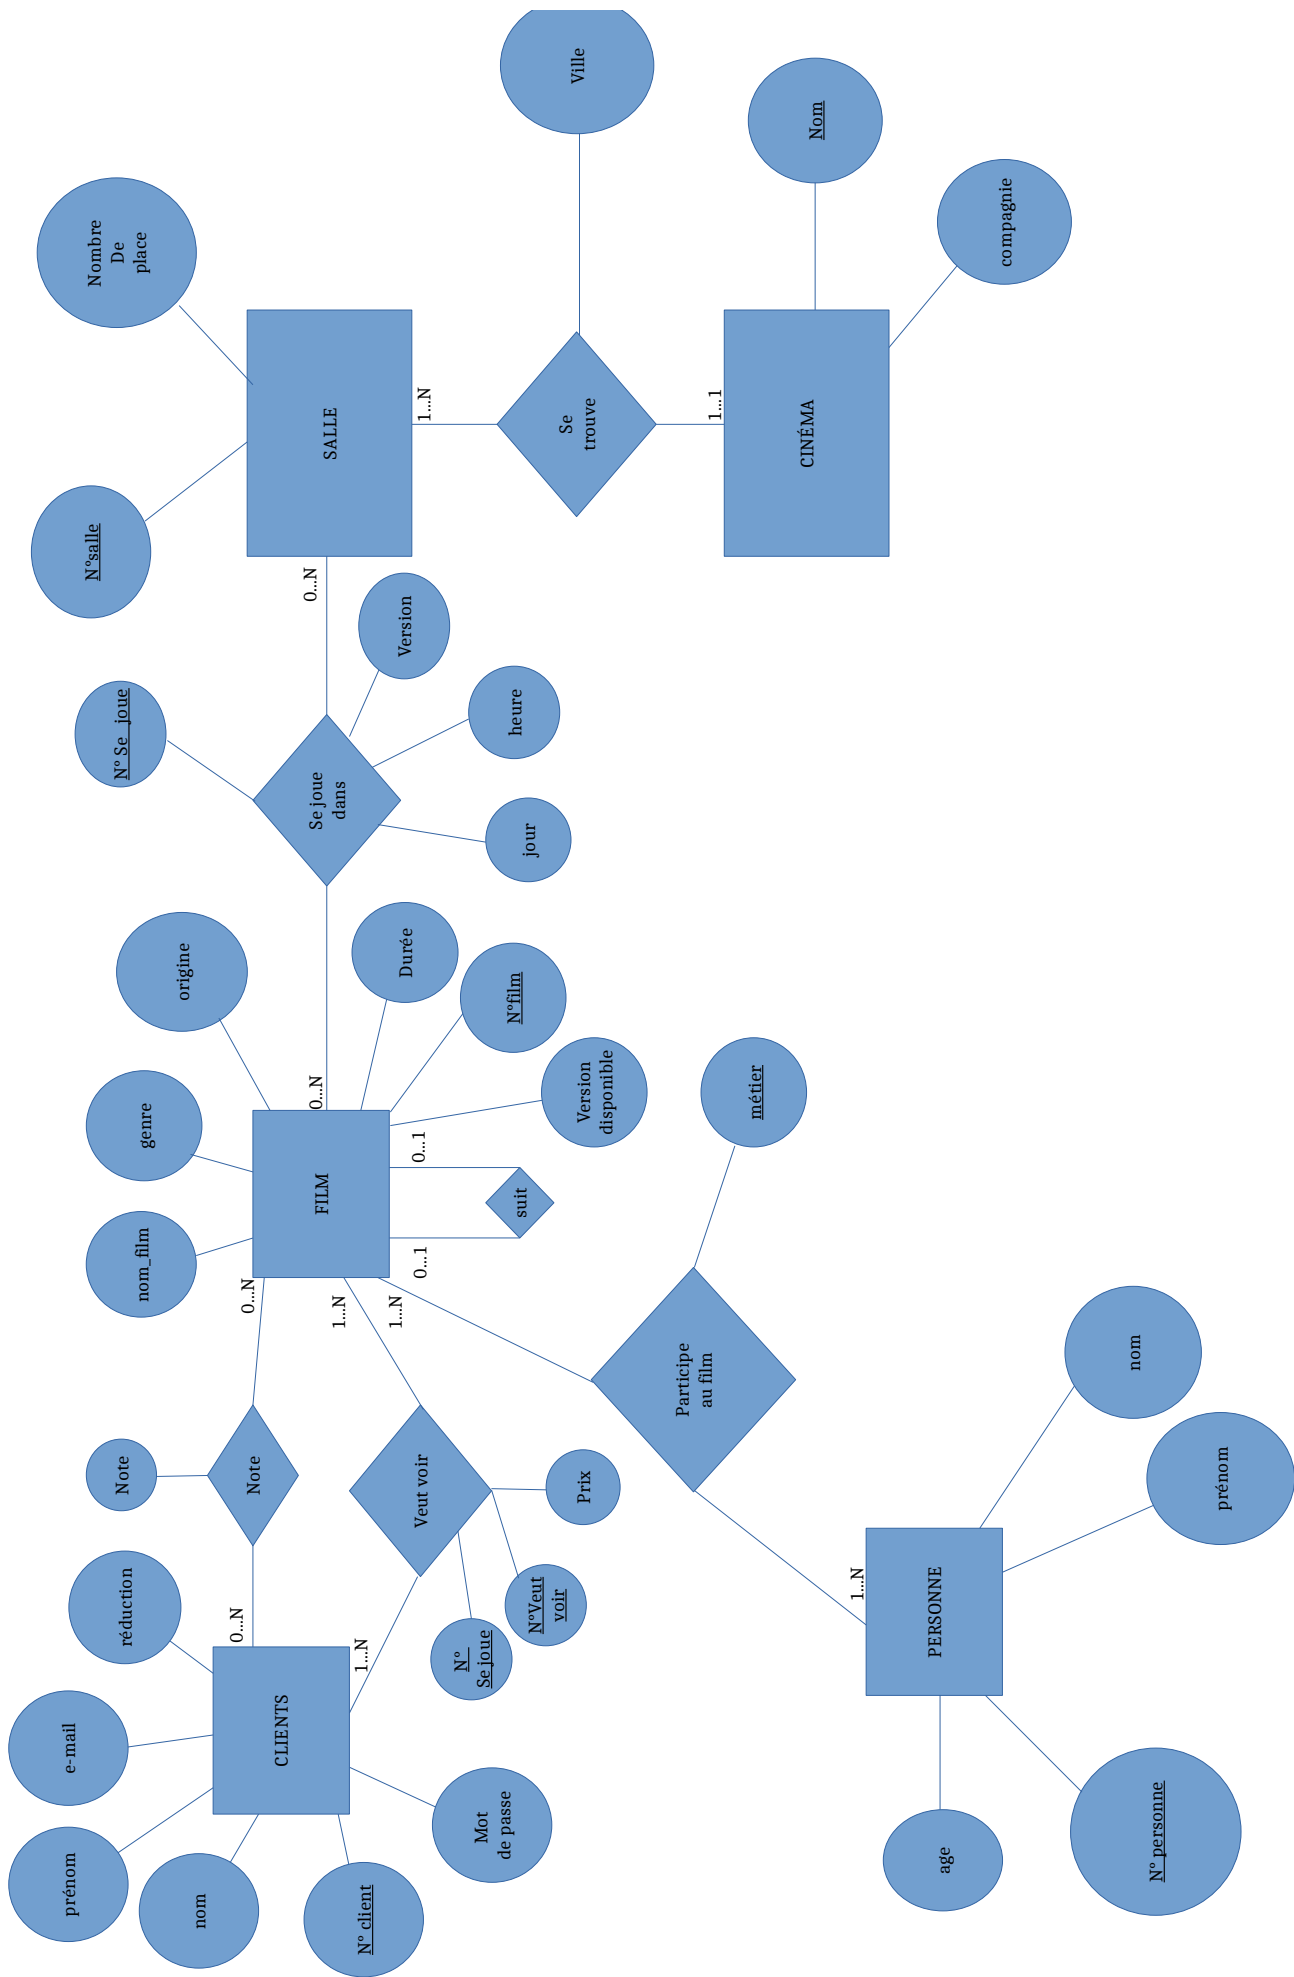 prénom
e-mail
réduction
Note
nom_film
genre
origine
N° Se_joue
N°salle
Nombre
De
place
nom
N° client
CLIENTS
0...N
Note
0...N
FILM
0...N
Se joue
dans
0...N
SALLE
Mot
de passe
1...N
Veut voir
1...N
1...N
N°
Se joue
N°Veut
voir
Prix
0...1
suit
0...1
Durée
N°film
Version
disponible
jour
heure
Version
1...N
Se
trouve
Ville
1...1
Participe
au film
métier
CINÉMA
Nom
compagnie
age
N° personne
PERSONNE
1...N
prénom
nom